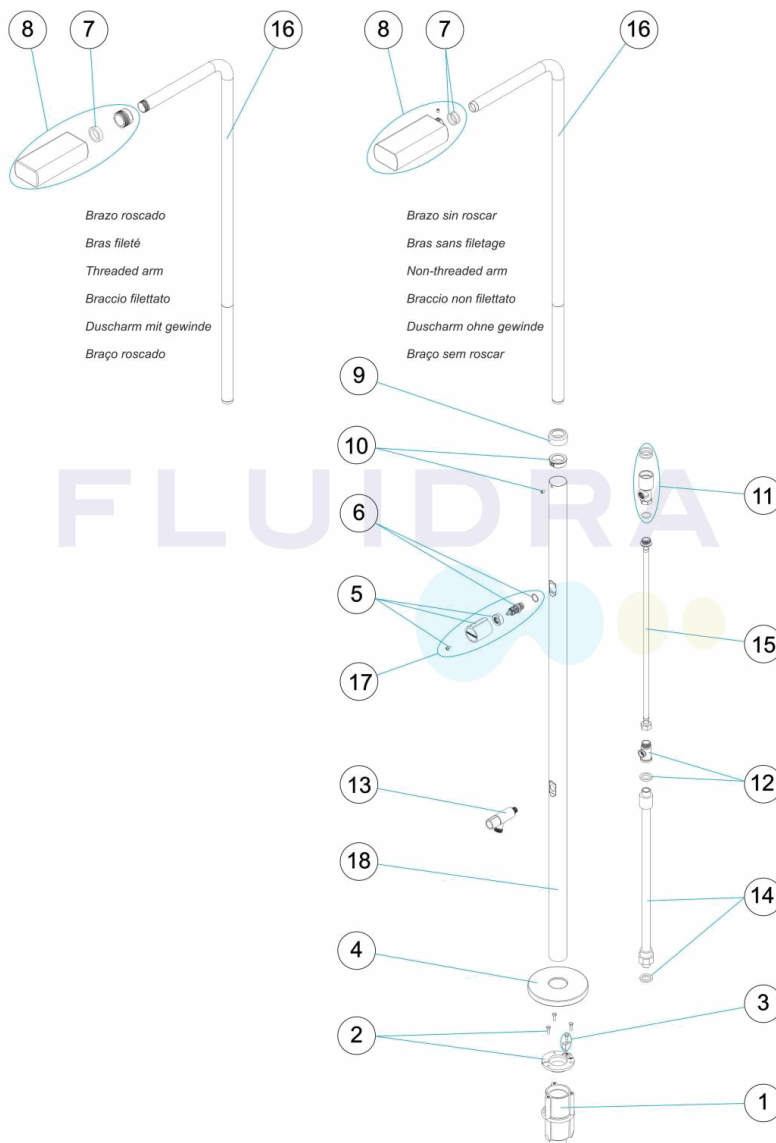 8
7
16
8
7
16
Brazo roscado
Bras fileté
Threaded arm
Braccio filettato
Duscharm mit gewinde
Braço roscado
Brazo sin roscar
Bras sans filetage
Non-threaded arm
Braccio non filettato
Duscharm ohne gewinde
Braço sem roscar
9
10
11
FLUIDRA
6
5
15
17
12
13
18
14
4
3
2
1